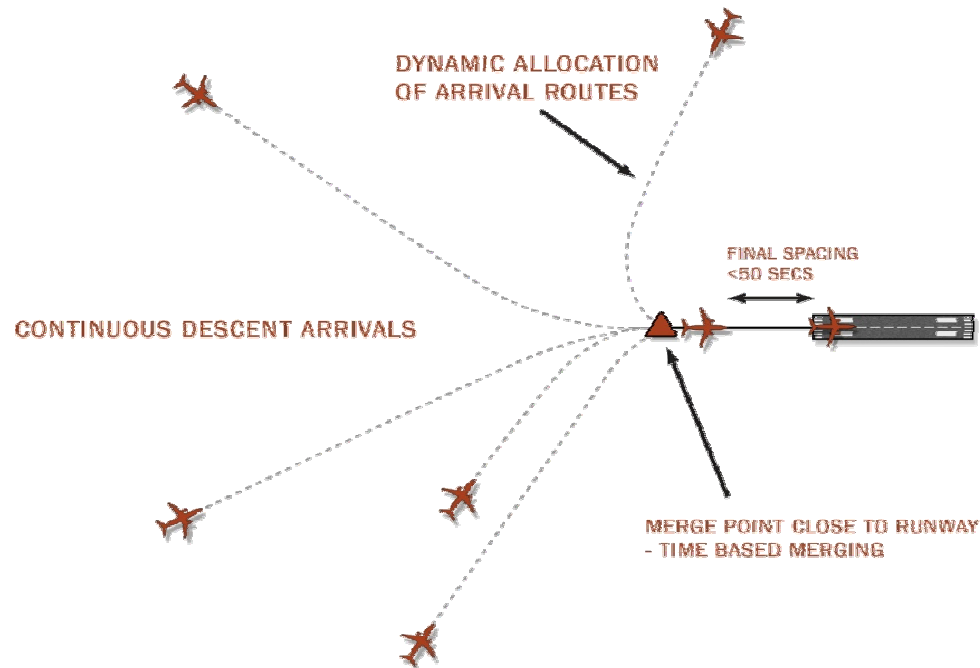 DYNAMIC ALLOCATION
OF ARRIVAL ROUTES
FINAL SPACING
<50 SECS
CONTINUOUS DESCENT ARRIVALS
MERGE POINT CLOSE TO RUNWAY
- TIME BASED MERGING